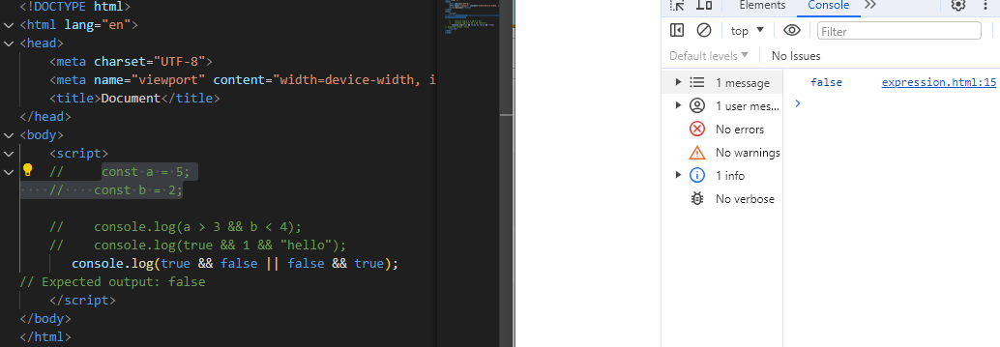 <!DOCTYPE html>
<html lang="en">
<head>
<meta charset="UTF-8">
<meta name="viewport" content="width=device-width, i
<title>Document</title>
</head>
<body>
<script>
//    const a = 5;
//    const b = 2;
//    console.log(a > 3 && b < 4);
//    console.log(true && 1 && "hello");
console.log(true && false || false && true);
// Expected output: false
</script>
</body>
</html>
Elements Console
top Filter
Default levels No Issues
1 message
1 user mes...
No errors
No warnings
1 info
No verbose
false expression.html:15
>